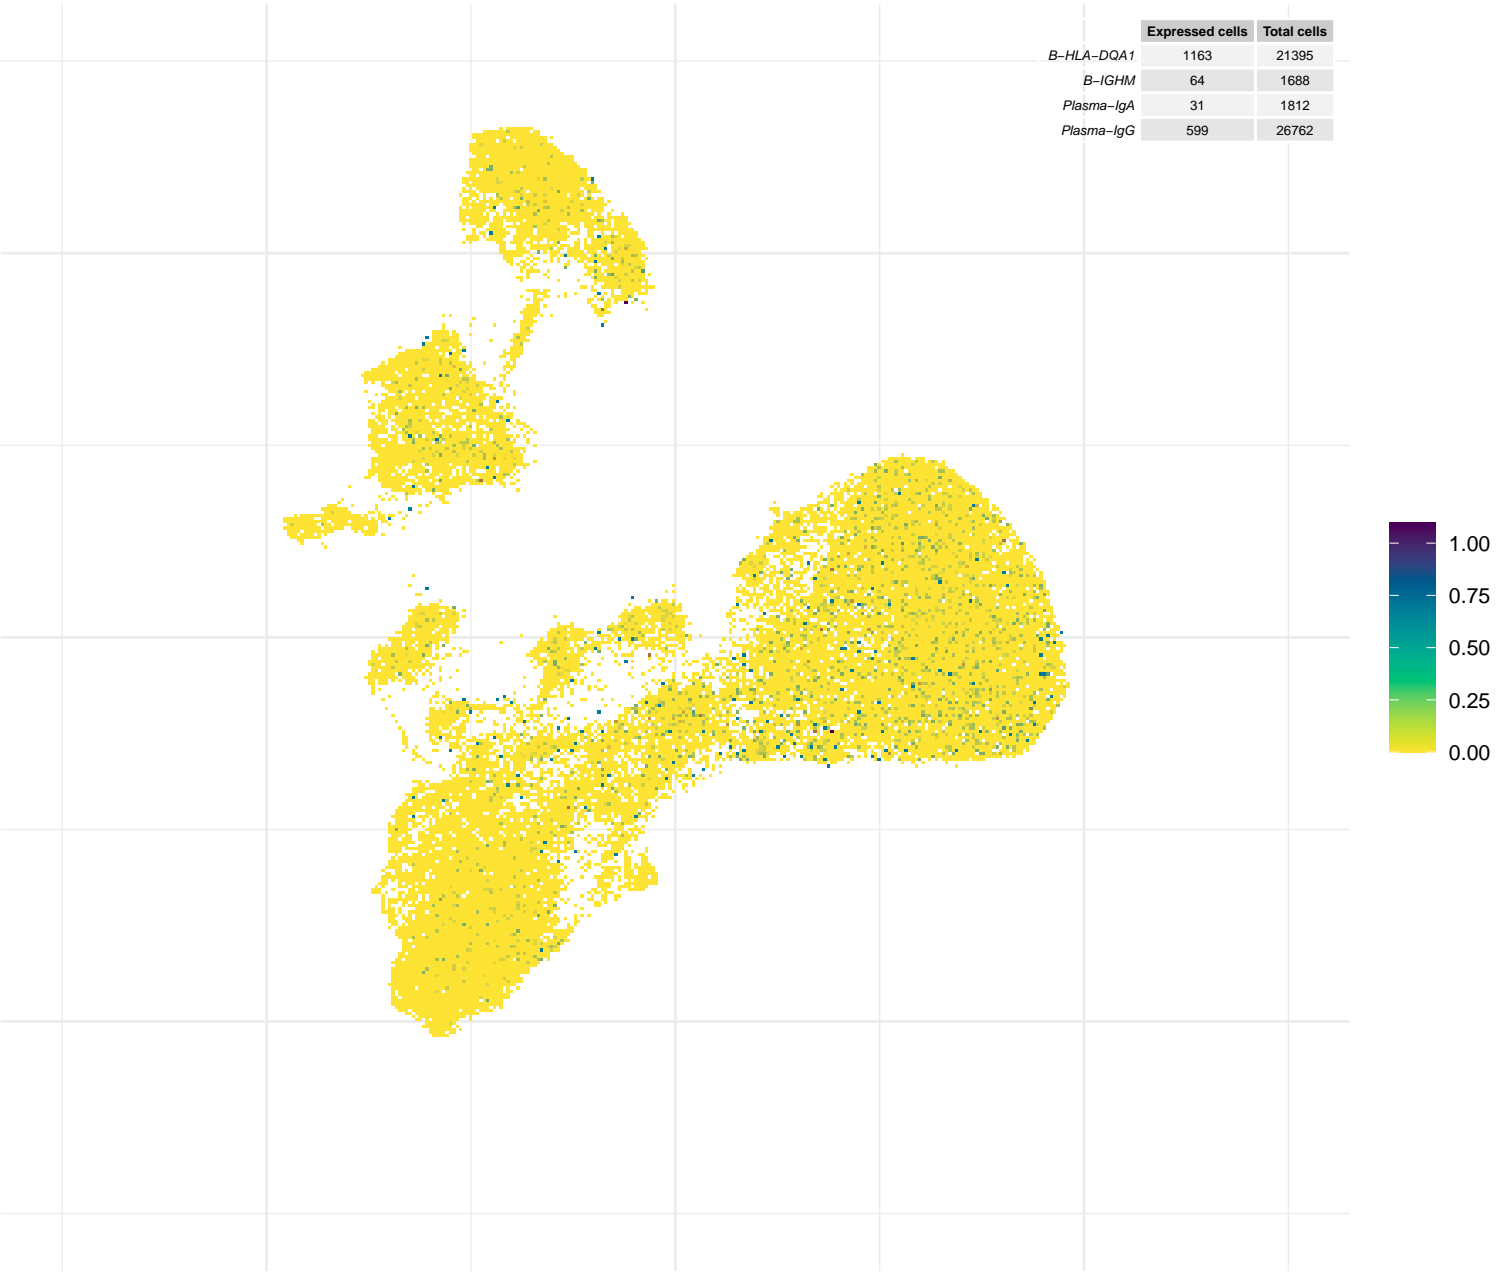 Expressed cells Total cells
B−HLA−DQA1 1163 21395
B−IGHM 64 1688
Plasma−IgA 31 1812
Plasma−IgG 599 26762
1.00
0.75
0.50
0.25
0.00